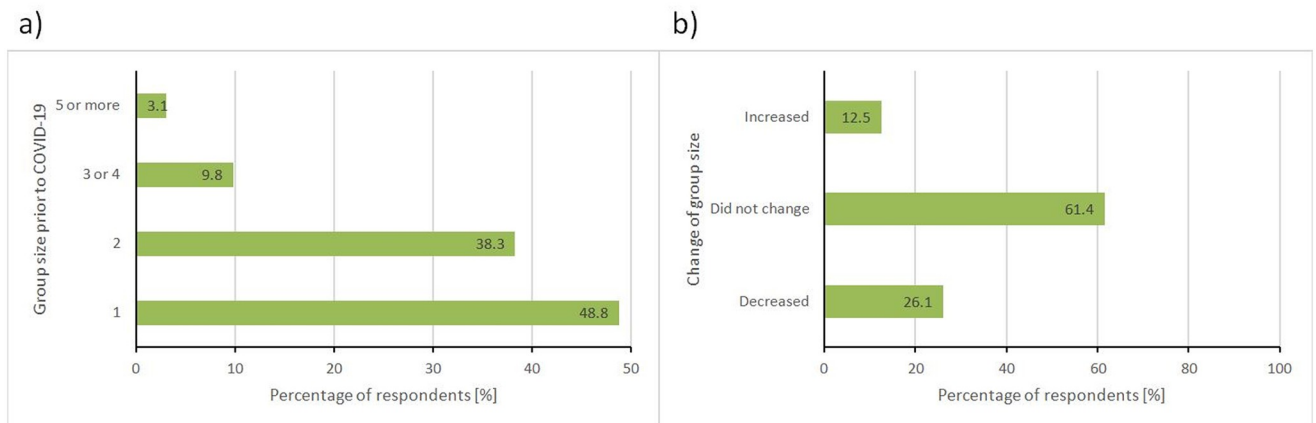 a)
Group size prior to COVID-19
5 or more
3.1
3 or 4
9.8
2
38.3
1
48.8
0 10 20 30 40 50
Percentage of respondents [%]
b)
Change of group size
Increased
12.5
Did not change
61.4
Decreased
26.1
0 20 40 60 80 100
Percentage of respondents [%]